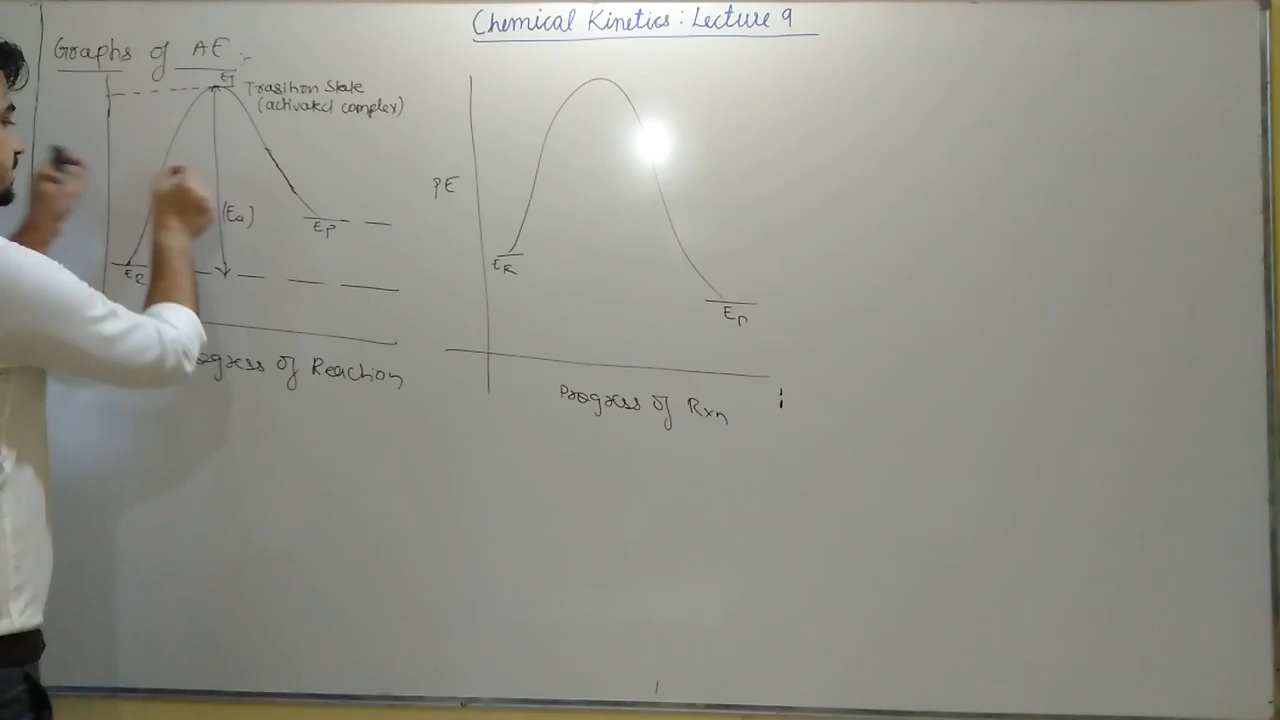 Chemical Kinetics: Lecture 9
Graphs of AE :-
ET
Trasition State
(activated complex)
(Ea)
EP
ER
ogress of Reaction
PE
ER
EP
Progress of Rxn